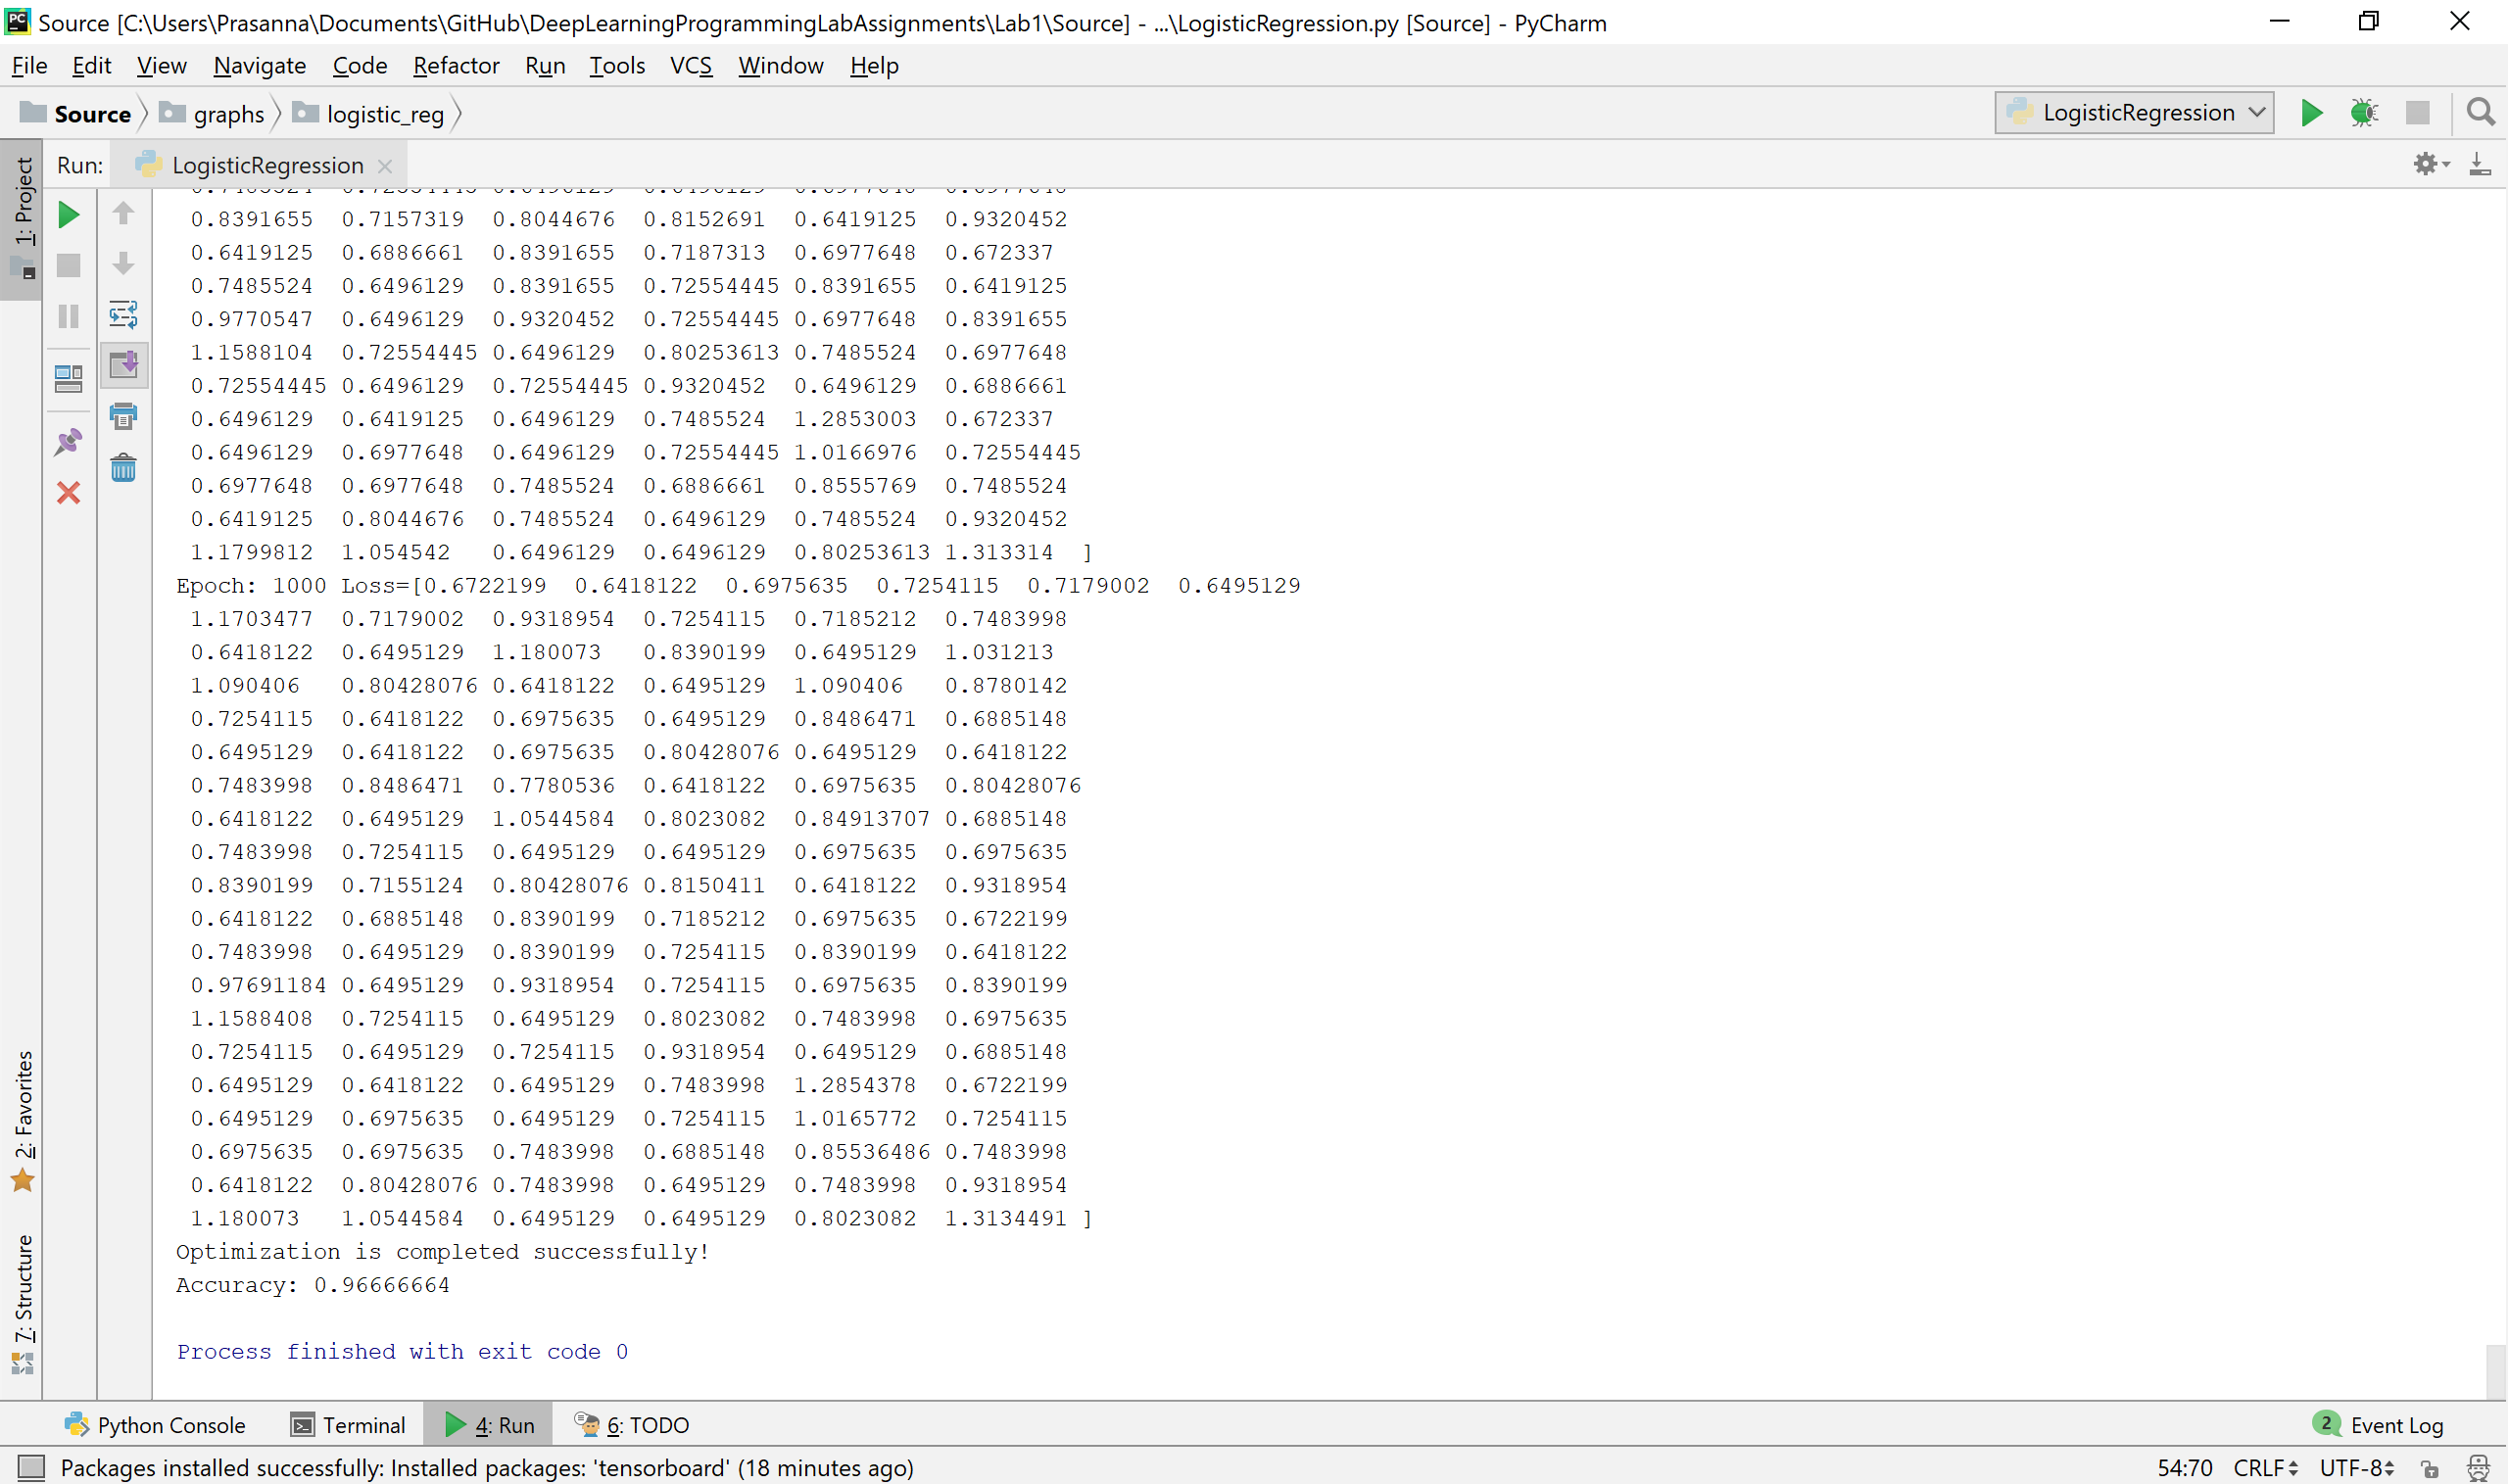 Source [C:\Users\Prasanna\Documents\GitHub\DeepLearningProgrammingLabAssignments\Lab1\Source] - ...\LogisticRegression.py [Source] - PyCharm
File Edit View Navigate Code Refactor Run Tools VCS Window Help
Source graphs logistic_reg LogisticRegression
Run: LogisticRegression
1: Project
0.8391655 0.7157319 0.8044676 0.8152691 0.6419125 0.9320452
0.6419125 0.6886661 0.8391655 0.7187313 0.6977648 0.672337
0.7485524 0.6496129 0.8391655 0.72554445 0.8391655 0.6419125
0.9770547 0.6496129 0.9320452 0.72554445 0.6977648 0.8391655
1.1588104 0.72554445 0.6496129 0.80253613 0.7485524 0.6977648
0.72554445 0.6496129 0.72554445 0.9320452 0.6496129 0.6886661
0.6496129 0.6419125 0.6496129 0.7485524 1.2853003 0.672337
0.6496129 0.6977648 0.6496129 0.72554445 1.0166976 0.72554445
0.6977648 0.6977648 0.7485524 0.6886661 0.8555769 0.7485524
0.6419125 0.8044676 0.7485524 0.6496129 0.7485524 0.9320452
1.1799812 1.054542 0.6496129 0.6496129 0.80253613 1.313314 ]
Epoch: 1000 Loss=[0.6722199 0.6418122 0.6975635 0.7254115 0.7179002 0.6495129
1.1703477 0.7179002 0.9318954 0.7254115 0.7185212 0.7483998
0.6418122 0.6495129 1.180073 0.8390199 0.6495129 1.031213
1.090406 0.80428076 0.6418122 0.6495129 1.090406 0.8780142
0.7254115 0.6418122 0.6975635 0.6495129 0.8486471 0.6885148
0.6495129 0.6418122 0.6975635 0.80428076 0.6495129 0.6418122
0.7483998 0.8486471 0.7780536 0.6418122 0.6975635 0.80428076
0.6418122 0.6495129 1.0544584 0.8023082 0.84913707 0.6885148
0.7483998 0.7254115 0.6495129 0.6495129 0.6975635 0.6975635
0.8390199 0.7155124 0.80428076 0.8150411 0.6418122 0.9318954
0.6418122 0.6885148 0.8390199 0.7185212 0.6975635 0.6722199
0.7483998 0.6495129 0.8390199 0.7254115 0.8390199 0.6418122
0.97691184 0.6495129 0.9318954 0.7254115 0.6975635 0.8390199
1.1588408 0.7254115 0.6495129 0.8023082 0.7483998 0.6975635
0.7254115 0.6495129 0.7254115 0.9318954 0.6495129 0.6885148
0.6495129 0.6418122 0.6495129 0.7483998 1.2854378 0.6722199
0.6495129 0.6975635 0.6495129 0.7254115 1.0165772 0.7254115
0.6975635 0.6975635 0.7483998 0.6885148 0.85536486 0.7483998
0.6418122 0.80428076 0.7483998 0.6495129 0.7483998 0.9318954
1.180073 1.0544584 0.6495129 0.6495129 0.8023082 1.3134491 ]
Optimization is completed successfully!
Accuracy: 0.96666664
Process finished with exit code 0
2: Favorites
7: Structure
Python Console Terminal 4: Run 6: TODO 2 Event Log
Packages installed successfully: Installed packages: 'tensorboard' (18 minutes ago) 54:70 CRLF UTF-8